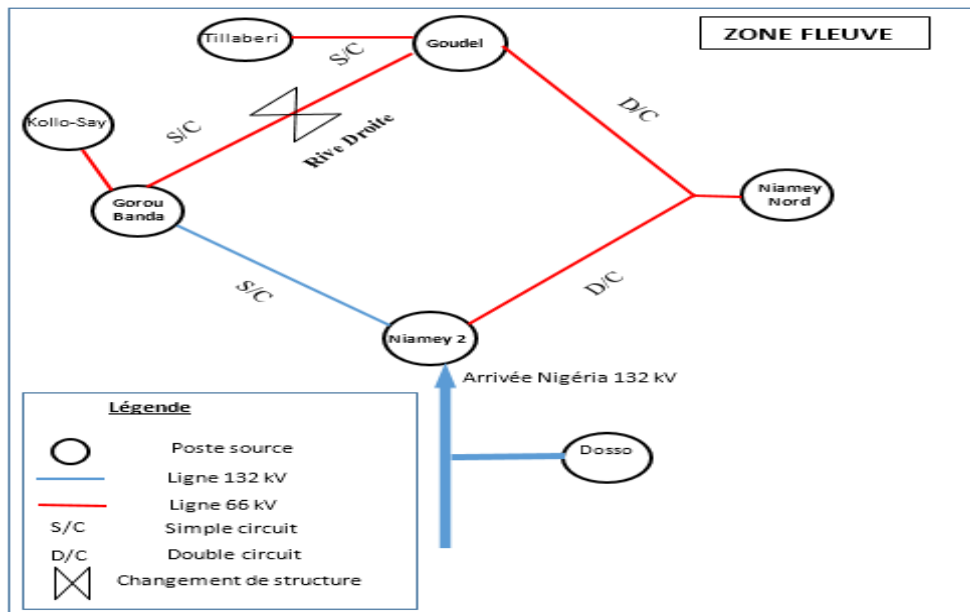 ZONE FLEUVE
Tillaberi
Goudel
S/C
D/C
Kollo-Say
S/C
Rive Droite
Niamey
Nord
Gorou
Banda
S/C
D/C
Niamey 2
Arrivée Nigéria 132 kV
Dosso
Légende
Poste source
Ligne 132 kV
Ligne 66 kV
S/C Simple circuit
D/C Double circuit
Changement de structure